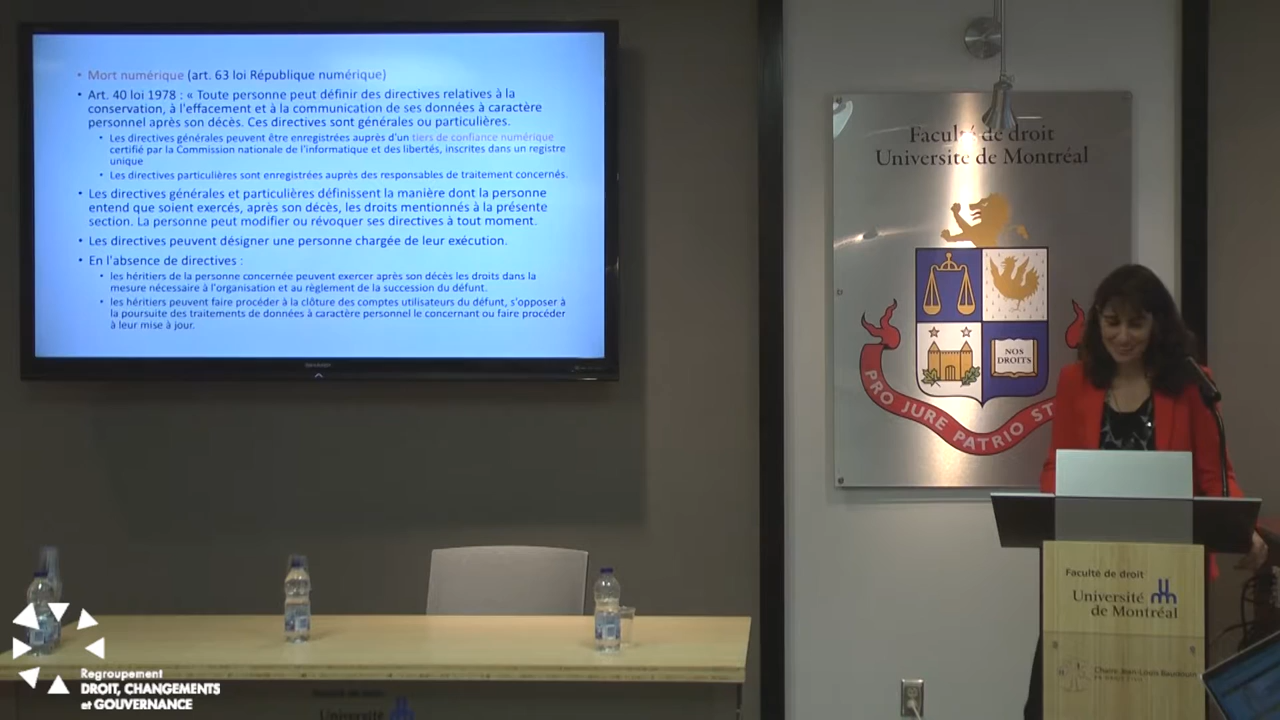 • Mort numérique (art. 63 loi République numérique)
• Art. 40 loi 1978 : « Toute personne peut définir des directives relatives à la
conservation, à l'effacement et à la communication de ses données à caractère
personnel après son décès. Ces directives sont générales ou particulières.
• Les directives générales peuvent être enregistrées auprès d'un tiers de confiance numérique
certifié par la Commission nationale de l'informatique et des libertés, inscrites dans un registre
unique
• Les directives particulières sont enregistrées auprès des responsables de traitement concernés.
• Les directives générales et particulières définissent la manière dont la personne
entend que soient exercés, après son décès, les droits mentionnés à la présente
section. La personne peut modifier ou révoquer ses directives à tout moment.
• Les directives peuvent désigner une personne chargée de leur exécution.
• En l'absence de directives :
• les héritiers de la personne concernée peuvent exercer après son décès les droits dans la
mesure nécessaire à l'organisation et au règlement de la succession du défunt.
• les héritiers peuvent faire procéder à la clôture des comptes utilisateurs du défunt, s'opposer à
la poursuite des traitements de données à caractère personnel le concernant ou faire procéder
à leur mise à jour.
Faculté de droit
Université de Montréal
NOS
DROITS
PRO JURE PATRIO ST
Faculté de droit
Université
de Montréal
Chaire Jean-Louis Baudouin
Regroupement
DROIT, CHANGEMENTS
et GOUVERNANCE
Université